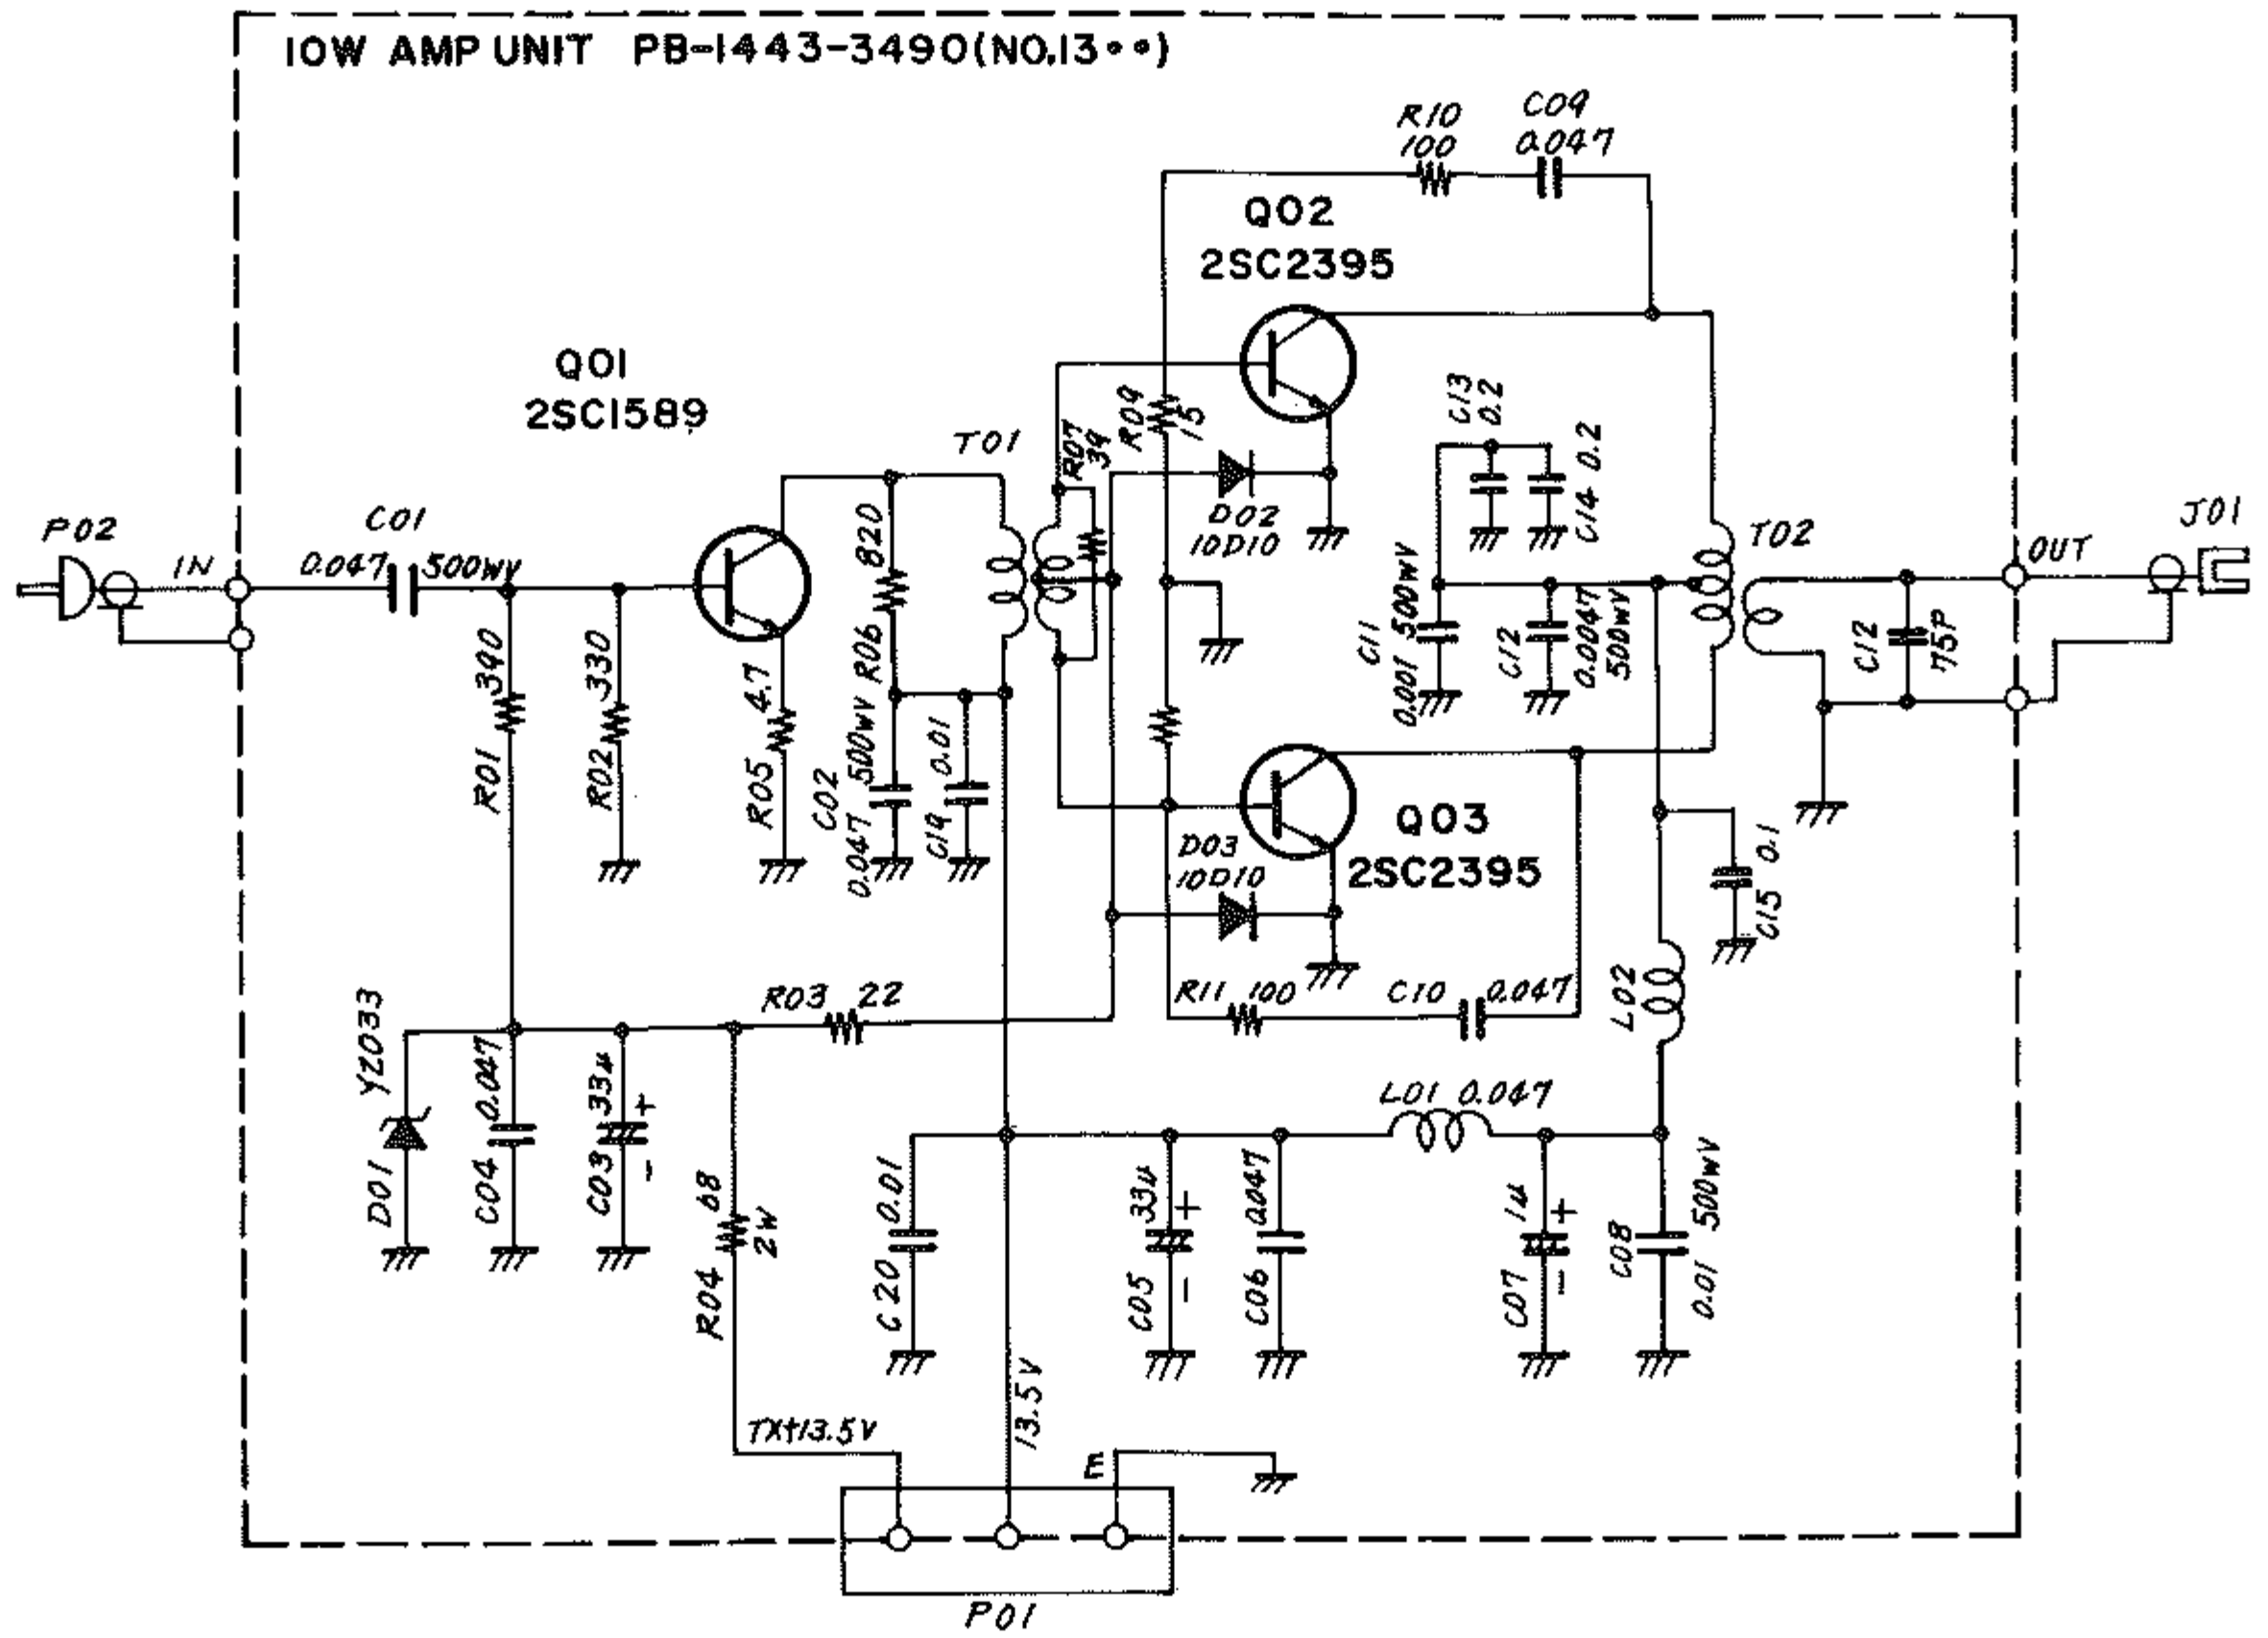 10W AMP UNIT PB-1443-3490(NO.13••)
R10
100
C09
0.047
Q02
2SC2395
Q01
2SC1589
T01
R07
39
R09
15
C13
0.2
C14 0.2
D02
10D10
P02
IN
C01
0.047 500WV
820
R06
T02
OUT
J01
390
R01
330
R02
4.7
R05
C02
0.047 500WV
0.01
C19
C11
0.001 500WV
C12
0.0047
500WV
C12
75P
Q03
2SC2395
D03
10D10
0.1
C15
R03 22
R11 100
C10 0.047
L02
YZ033
D01
0.047
C04
33μ
+
C03
-
L01 0.047
68
2W
R04
0.01
C20
33μ
+
C05
-
0.047
C06
1μ
+
C07
-
C08
0.01 500WV
TX+13.5V
13.5V
E
P01